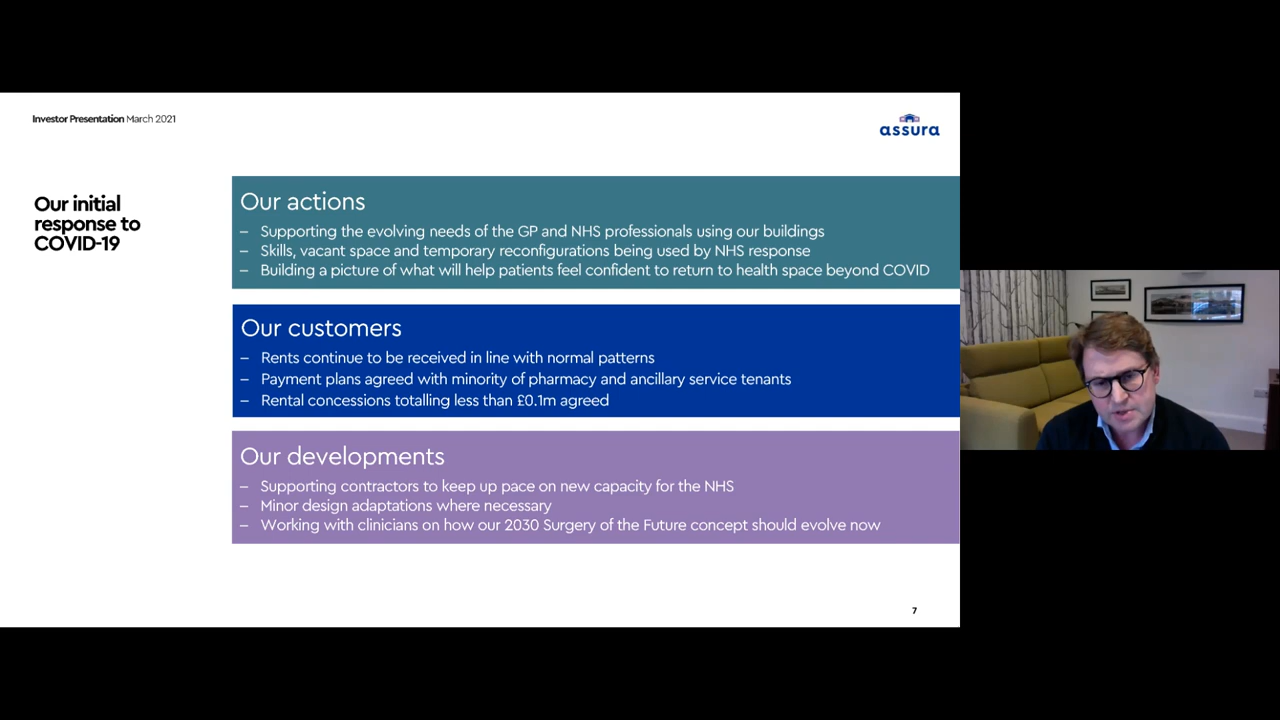 Investor Presentation March 2021
assura
Our initial
response to
COVID-19
Our actions
– Supporting the evolving needs of the GP and NHS professionals using our buildings
– Skills, vacant space and temporary reconfigurations being used by NHS response
– Building a picture of what will help patients feel confident to return to health space beyond COVID
Our customers
– Rents continue to be received in line with normal patterns
– Payment plans agreed with minority of pharmacy and ancillary service tenants
– Rental concessions totalling less than £0.1m agreed
Our developments
– Supporting contractors to keep up pace on new capacity for the NHS
– Minor design adaptations where necessary
– Working with clinicians on how our 2030 Surgery of the Future concept should evolve now
7